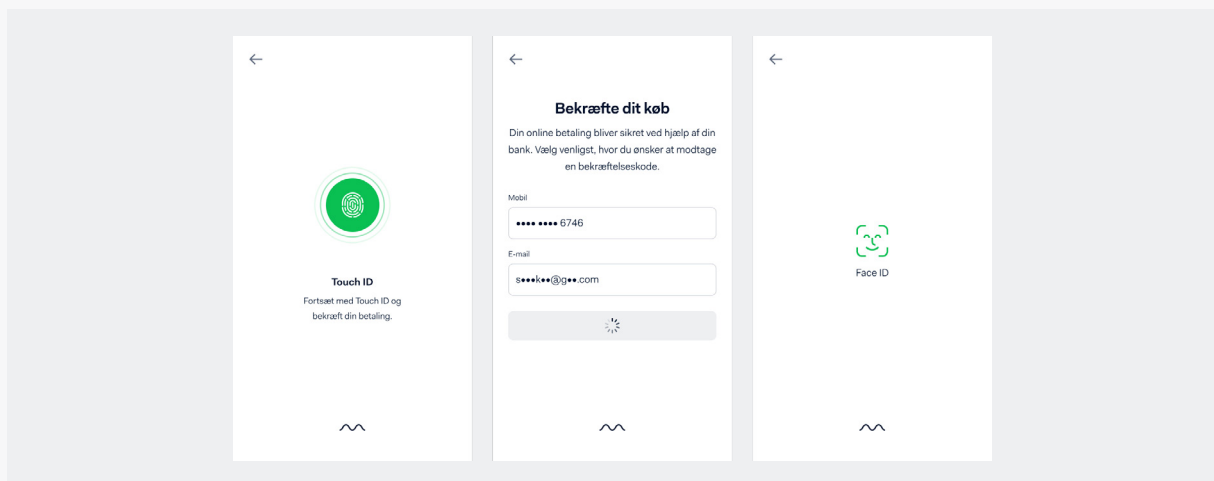 Touch ID
Fortsæt med Touch ID og
bekræft din betaling.
Bekræfte dit køb
Din online betaling bliver sikret ved hjælp af din
bank. Vælg venligst, hvor du ønsker at modtage
en bekræftelseskode.
Mobil
•••• •••• 6746
E-mail
s•••k••@g••.com
Face ID